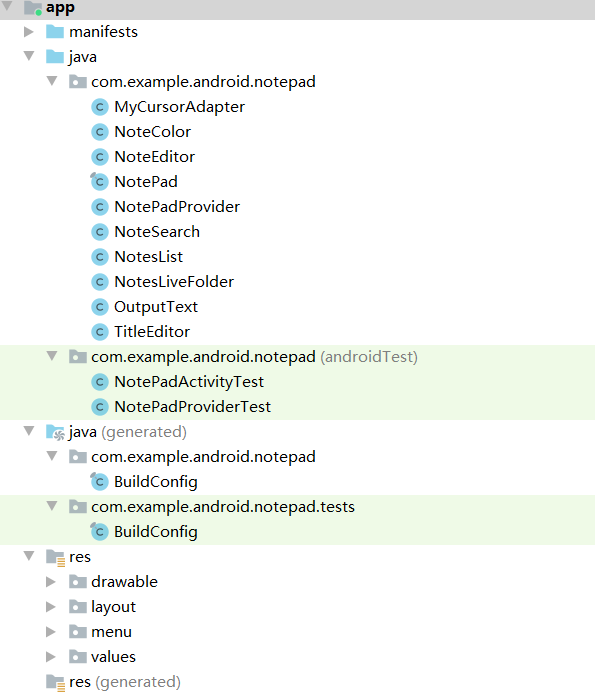 app
manifests
java
com.example.android.notepad
C MyCursorAdapter
C NoteColor
C NoteEditor
C NotePad
C NotePadProvider
C NoteSearch
C NotesList
C NotesLiveFolder
C OutputText
C TitleEditor
com.example.android.notepad (androidTest)
C NotePadActivityTest
C NotePadProviderTest
java (generated)
com.example.android.notepad
C BuildConfig
com.example.android.notepad.tests
C BuildConfig
res
drawable
layout
menu
values
res (generated)